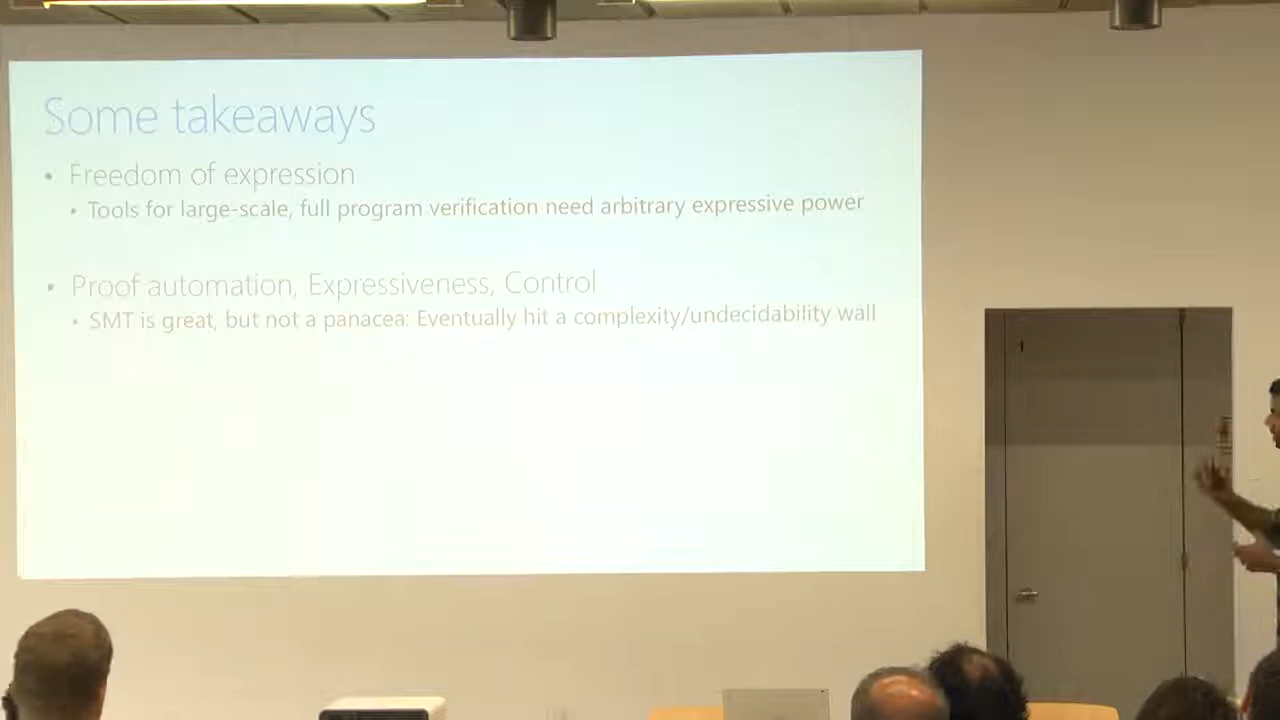 Some takeaways
• Freedom of expression
• Tools for large-scale, full program verification need arbitrary expressive power
• Proof automation, Expressiveness, Control
• SMT is great, but not a panacea: Eventually hit a complexity/undecidability wall